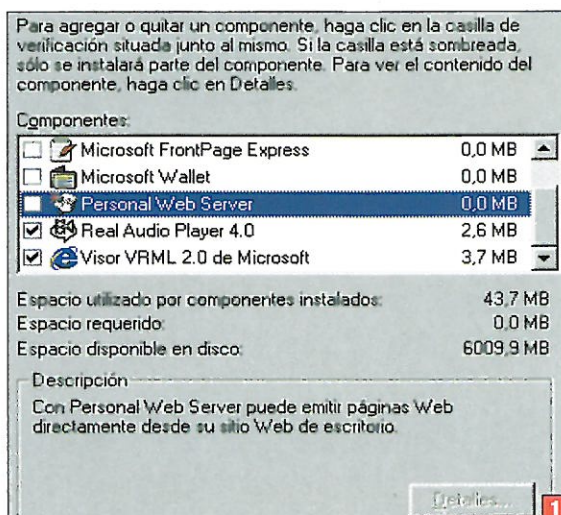 Para agregar o quitar un componente, haga clic en la casilla de
verificación situada junto al mismo. Si la casilla está sombreada,
sólo se instalará parte del componente. Para ver el contenido del
componente, haga clic en Detalles.
Componentes:
Microsoft FrontPage Express 0,0 MB
Microsoft Wallet 0,0 MB
Personal Web Server 0,0 MB
Real Audio Player 4.0 2,6 MB
Visor VRML 2.0 de Microsoft 3,7 MB
Espacio utilizado por componentes instalados: 43,7 MB
Espacio requerido: 0,0 MB
Espacio disponible en disco: 6009,9 MB
Descripción
Con Personal Web Server puede emitir páginas Web
directamente desde su sitio Web de escritorio.
Detalles... 1